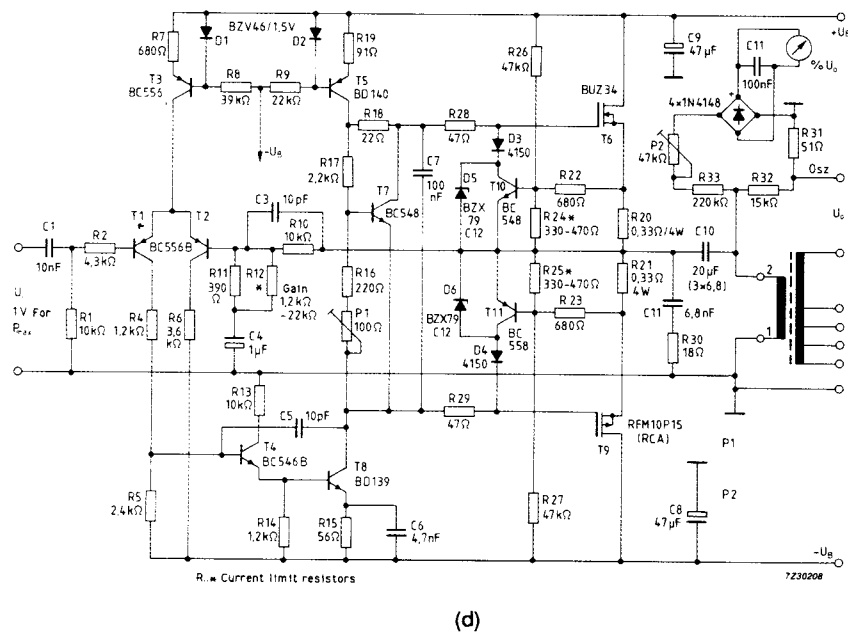 R7 680Ω
BZV46/1,5V
D1
D2
R19 91Ω
R26 47kΩ
C9 47µF
+U_B
C11 100nF
%U₀
T3 BC556
R8 39kΩ
R9 22kΩ
T5 BD140
BUZ34
4x1N4148
-U_B
R18 22Ω
R28 47Ω
T6
P2 47kΩ
R31 51Ω
R17 2,2kΩ
C7 100 nF
D3 4150
R33 220kΩ
R32 15kΩ
Osz
C3 10pF
T7 BC548
D5 BZX 79 C12
T10 BC 548
R22 680Ω
R24* 330-470Ω
R20 0,33Ω/4W
C10 20µF (3x6,8)
U₀
C1 10nF
R2 4,3kΩ
T1
T2
BC556B
R10 10kΩ
R11 390 Ω
R12 *
Gain 1,2kΩ -22kΩ
R16 220Ω
D6 BZX79 C12
R25* 330-470Ω
R21 0,33Ω 4W
2
1
1V For
R1 10kΩ
R4 1,2kΩ
R6 3,6 kΩ
C4 1µF
P1 100Ω
T11 BC 558
R23 680Ω
C11 6,8nF
D4 4150
R30 18Ω
R13 10kΩ
C5 10pF
R29 47Ω
RFM10P15 (RCA)
T9
P1
T4 BC546B
T8 BD139
P2
R5 2,4kΩ
R14 1,2kΩ
R15 56Ω
C6 4,7nF
R27 47kΩ
C8 47µF
-U_B
R..* Current limit resistors
7Z30208
(d)